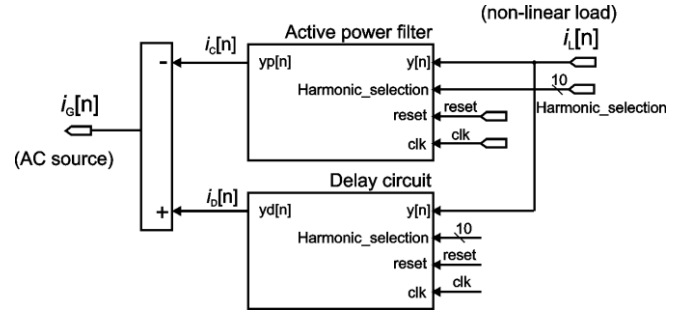 (non-linear load)
Active power filter
iL[n]
iC[n]
yp[n]
y[n]
-
10
Harmonic_selection
Harmonic_selection
iG[n]
reset
reset
(AC source)
clk
clk
Delay circuit
iD[n]
+
yd[n]
y[n]
Harmonic_selection
10
reset
reset
clk
clk